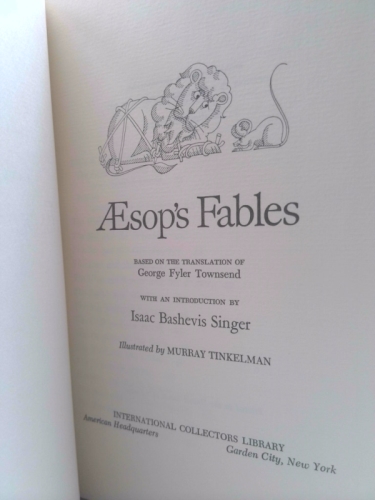 ÆSOP'S FABLES
BASED ON THE TRANSLATION OF
George Fyler Townsend
WITH AN INTRODUCTION BY
Isaac Bashevis Singer
Illustrated by MURRAY TINKELMAN
INTERNATIONAL COLLECTORS LIBRARY
American Headquarters Garden City, New York